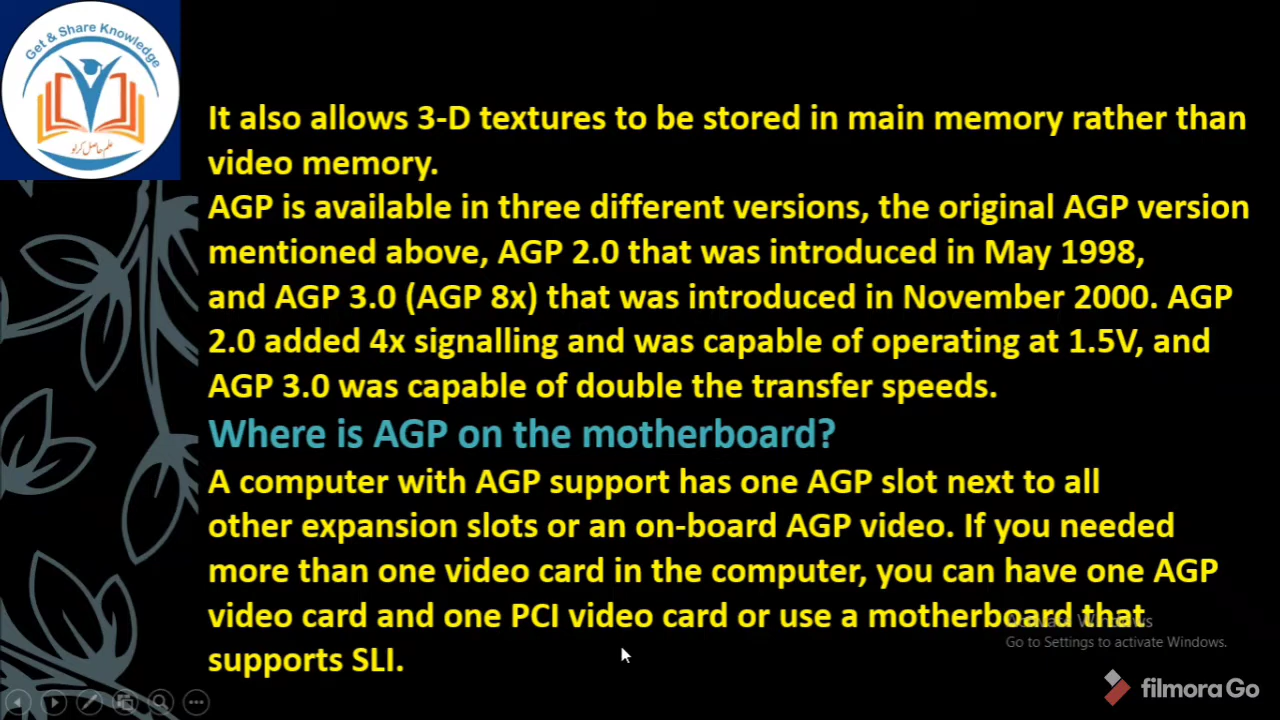 Get & Share Knowledge
علم حاصل کرلو
It also allows 3-D textures to be stored in main memory rather than
video memory.
AGP is available in three different versions, the original AGP version
mentioned above, AGP 2.0 that was introduced in May 1998,
and AGP 3.0 (AGP 8x) that was introduced in November 2000. AGP
2.0 added 4x signalling and was capable of operating at 1.5V, and
AGP 3.0 was capable of double the transfer speeds.
Where is AGP on the motherboard?
A computer with AGP support has one AGP slot next to all
other expansion slots or an on-board AGP video. If you needed
more than one video card in the computer, you can have one AGP
video card and one PCI video card or use a motherboard that
supports SLI.
Activate Windows
Go to Settings to activate Windows.
filmoraGo